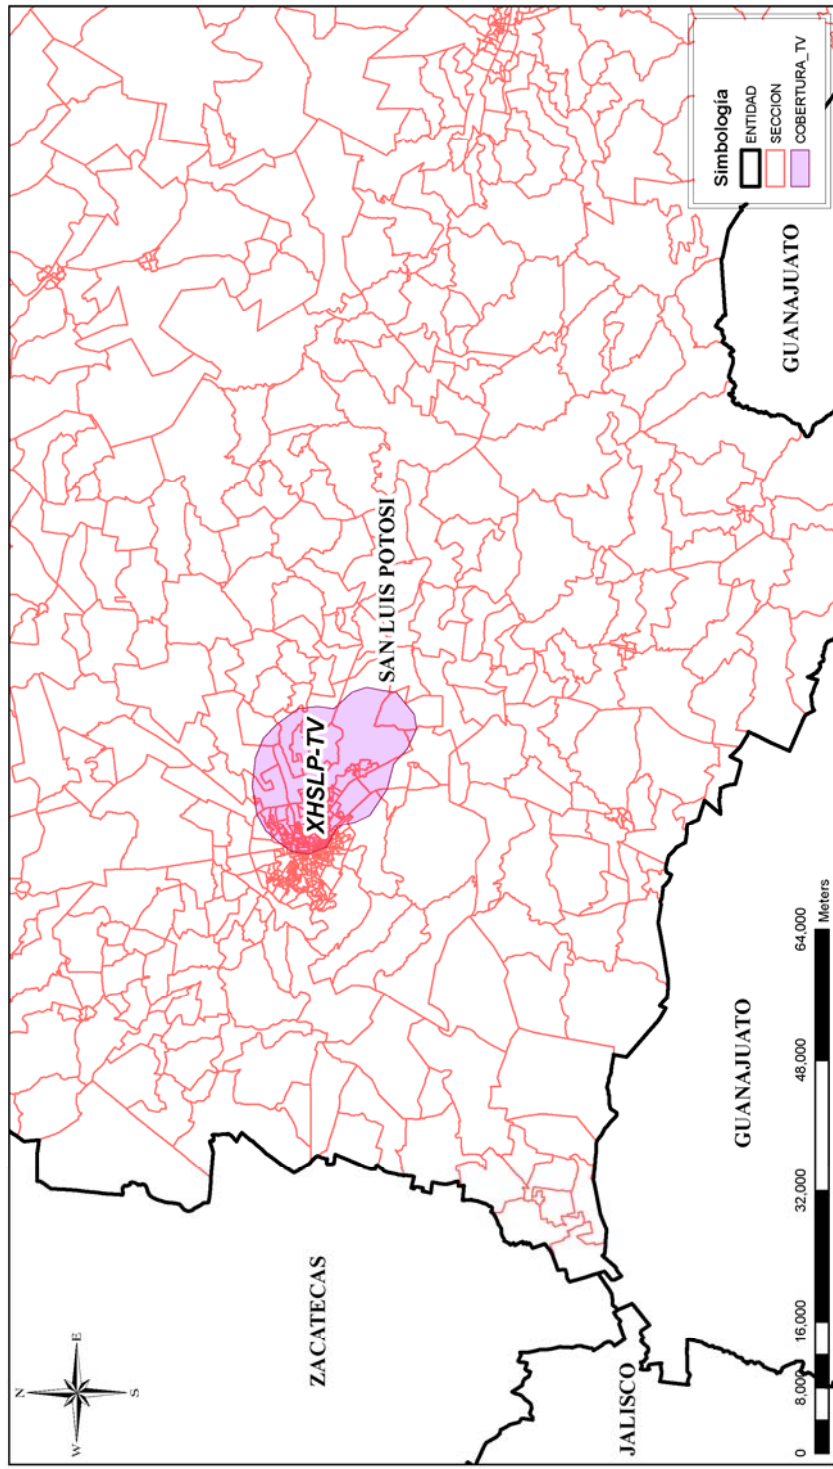 N
W E
S
ZACATECAS
XHSLP-TV
SAN LUIS POTOSI
JALISCO
GUANAJUATO
GUANAJUATO
0 8,000 16,000 32,000 48,000 64,000
Meters
Simbología
ENTIDAD
SECCION
COBERTURA_TV